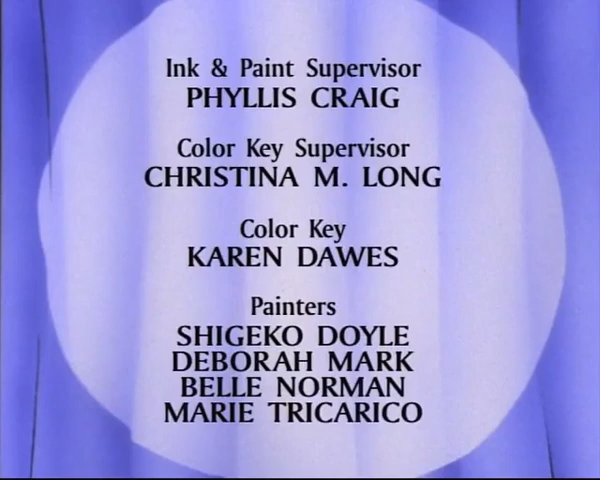 Ink & Paint Supervisor
PHYLLIS CRAIG
Color Key Supervisor
CHRISTINA M. LONG
Color Key
KAREN DAWES
Painters
SHIGEKO DOYLE
DEBORAH MARK
BELLE NORMAN
MARIE TRICARICO